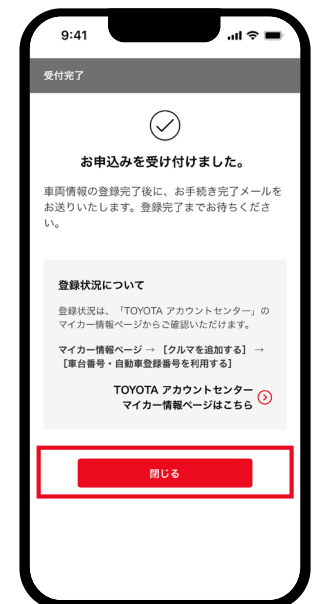 9:41
受付完了
お申込みを受け付けました。
車両情報の登録完了後に、お手続き完了メールを
お送りいたします。登録完了までお待ちくださ
い。
登録状況について
登録状況は、「TOYOTA アカウントセンター」の
マイカー情報ページからご確認いただけます。
マイカー情報ページ → ［クルマを追加する］ →
［車台番号・自動車登録番号を利用する］
TOYOTA アカウントセンター
マイカー情報ページはこちら
閉じる